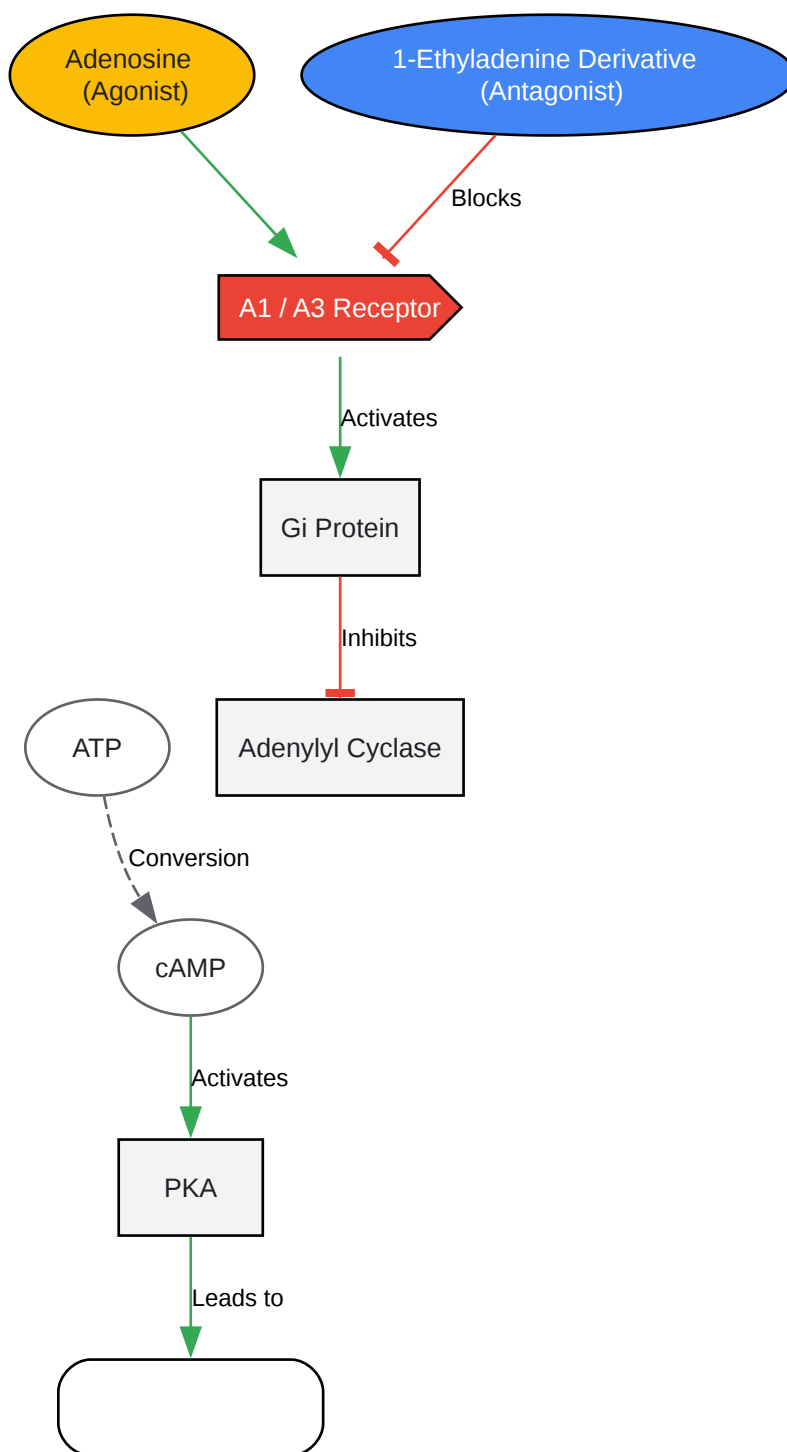 Adenosine
(Agonist)
1-Ethyladenine Derivative
(Antagonist)
Blocks
A1 / A3 Receptor
Activates
Gi Protein
Inhibits
ATP
Adenylyl Cyclase
Conversion
cAMP
Activates
PKA
Leads to